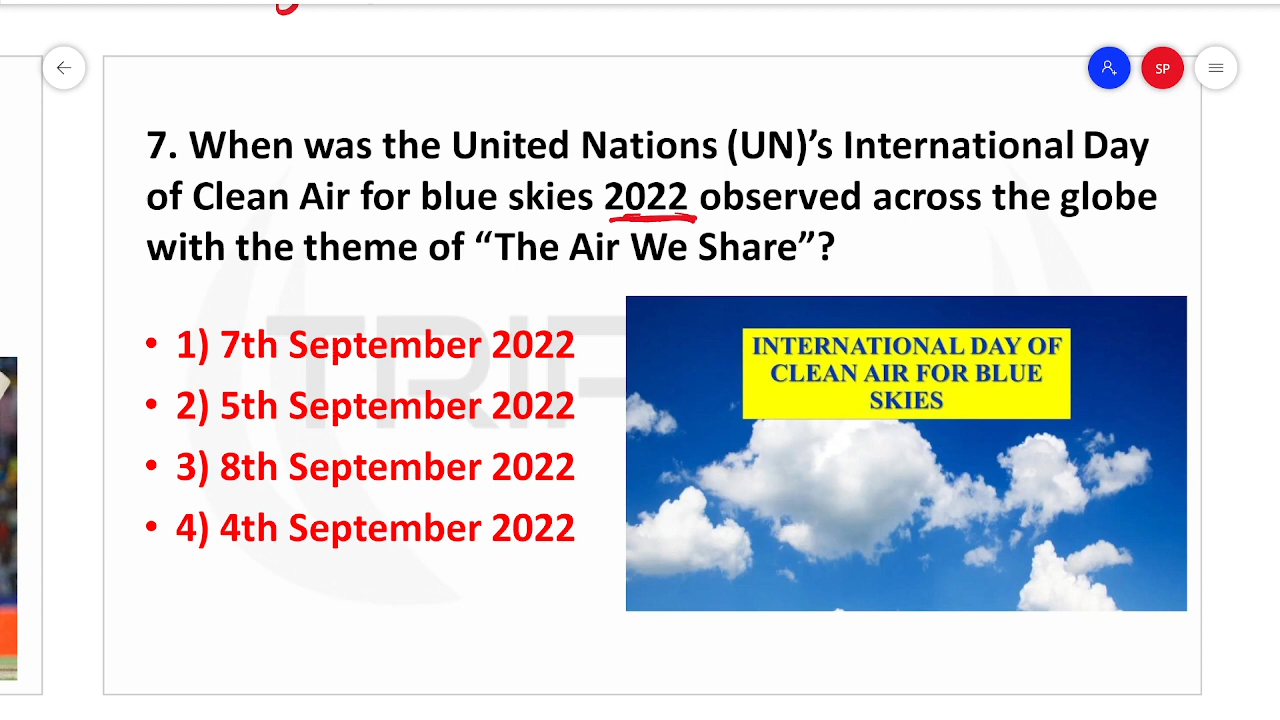 SP
7. When was the United Nations (UN)’s International Day
of Clean Air for blue skies 2022 observed across the globe
with the theme of “The Air We Share”?
• 1) 7th September 2022
• 2) 5th September 2022
• 3) 8th September 2022
• 4) 4th September 2022
INTERNATIONAL DAY OF
CLEAN AIR FOR BLUE
SKIES